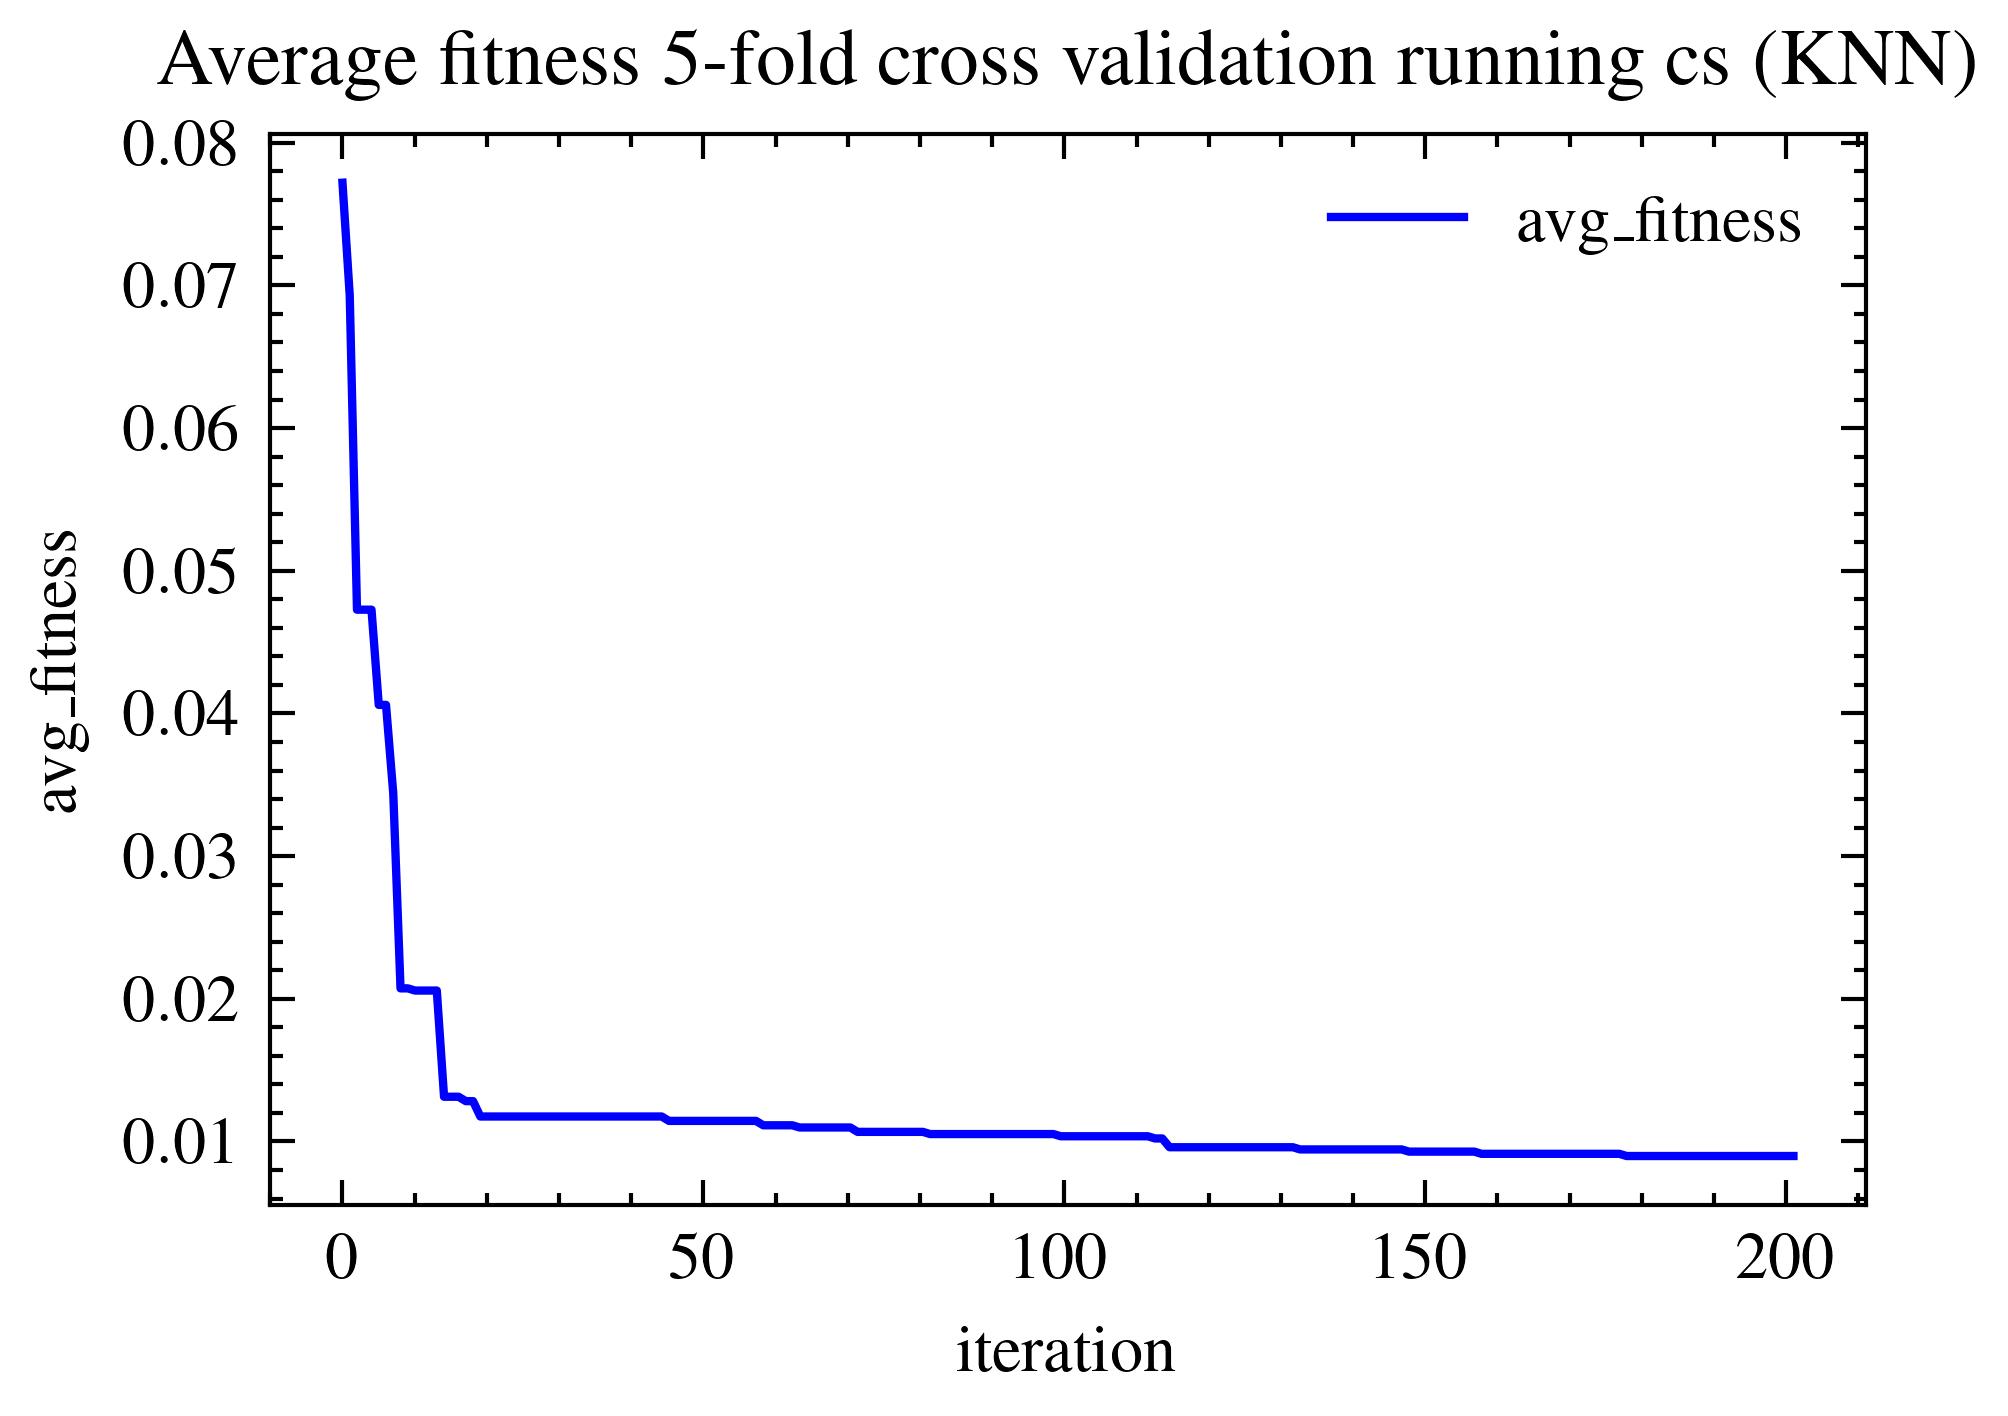 Average fitness 5-fold cross validation running cs (KNN)
avg_fitness
0.08
0.07
0.06
0.05
0.04
0.03
0.02
0.01
avg_fitness
0 50 100 150 200
iteration